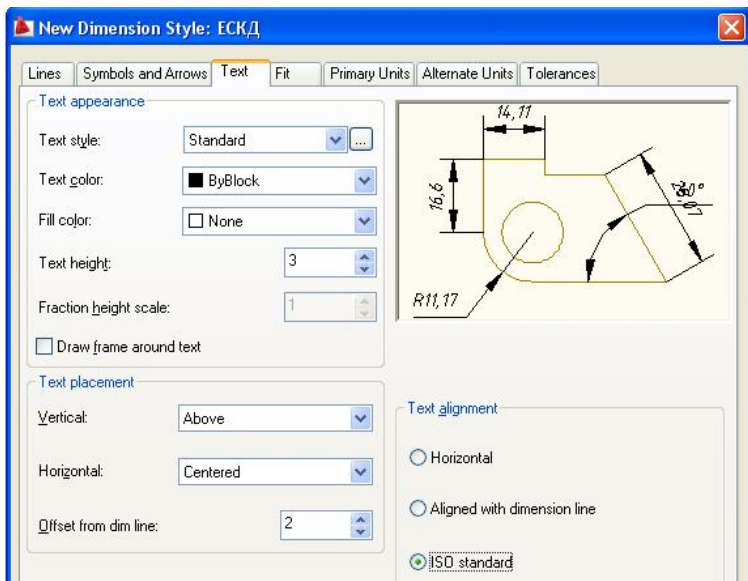 New Dimension Style: ЕСКД
Lines Symbols and Arrows Text Fit Primary Units Alternate Units Tolerances
Text appearance
Text style: Standard ...
Text color: ByBlock
Fill color: None
Text height: 3
Fraction height scale: 1
Draw frame around text
14,11
16,6
R11,17
Text placement
Vertical: Above
Horizontal: Centered
Offset from dim line: 2
Text alignment
Horizontal
Aligned with dimension line
ISO standard